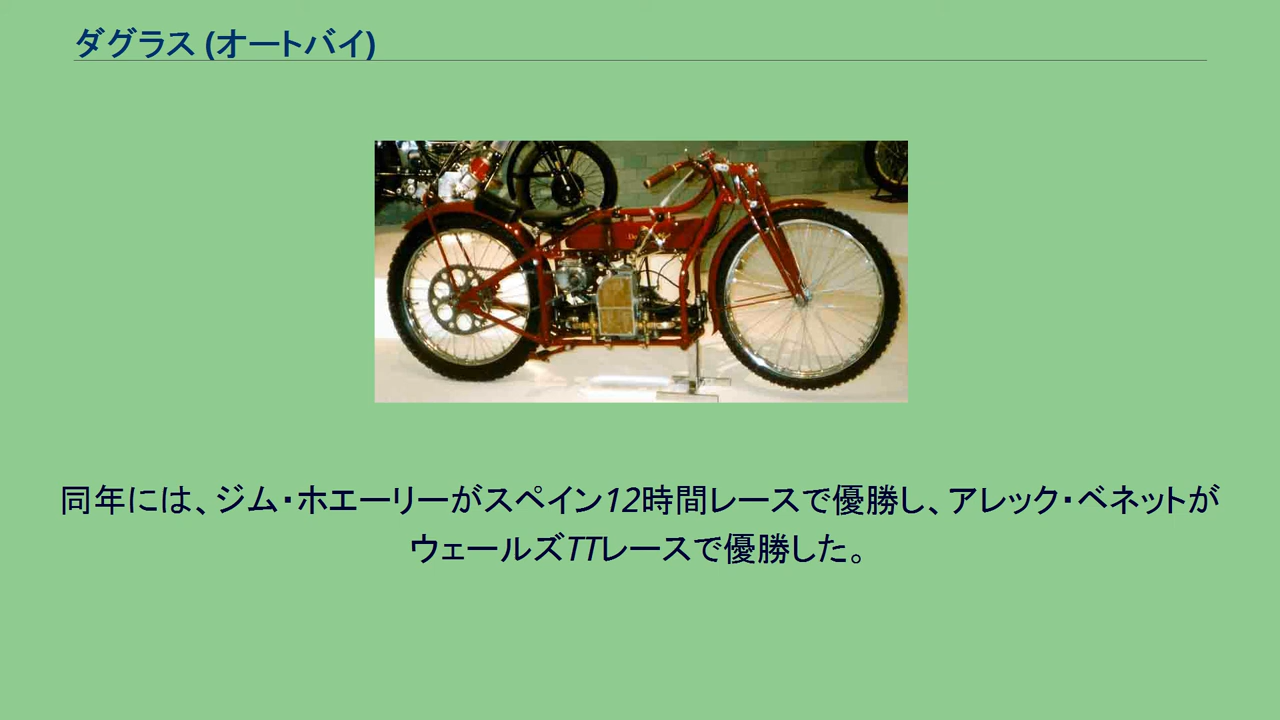 ダグラス (オートバイ)
同年には、ジム・ホエーリーがスペイン12時間レースで優勝し、アレック・ベネットが
ウェールズTTレースで優勝した。